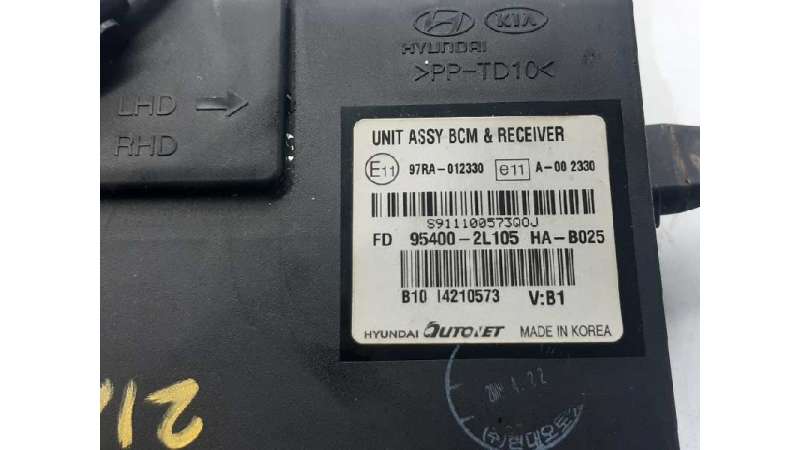 HYUNDAI KIA
>PP-TD10<
LHD →
RHD
UNIT ASSY BCM & RECEIVER
E11 97RA-012330 e11 A-00 2330
S911100573QOJ
FD 95400-2L105 HA-B025
B10 I4210573 V:B1
HYUNDAI AUTONET MADE IN KOREA